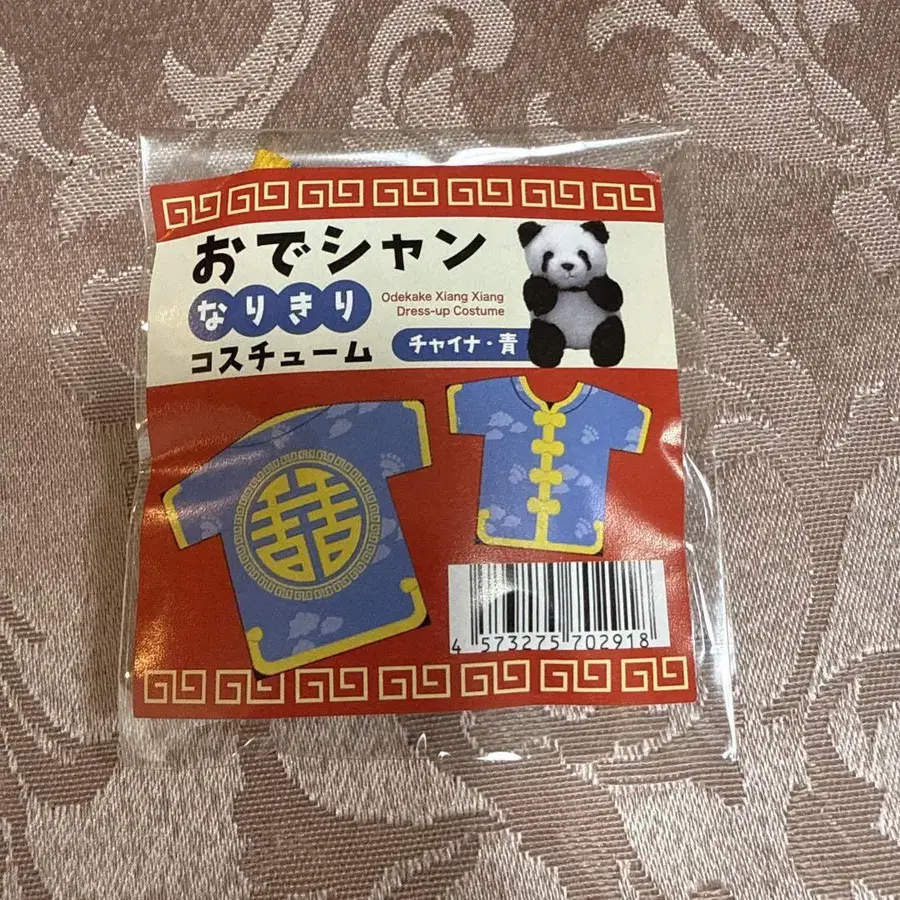 おでシャン
なりきり
コスチューム
Odekake Xiang Xiang
Dress-up Costume
チャイナ・青
囍
4 573275 702918